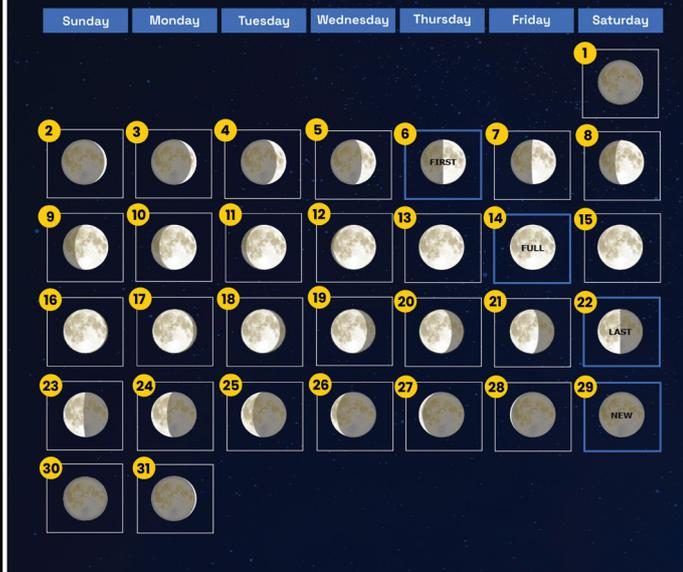 Sunday Monday Tuesday Wednesday Thursday Friday Saturday
1
2 3 4 5 6 7 8
FIRST
9 10 11 12 13 14 15
FULL
16 17 18 19 20 21 22
LAST
23 24 25 26 27 28 29
NEW
30 31